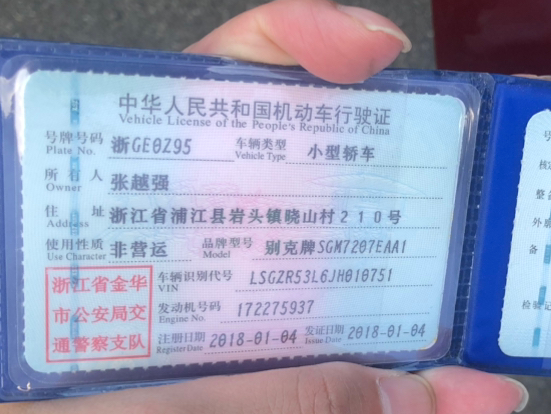 中华人民共和国机动车行驶证
Vehicle License of the People's Republic of China
号牌号码 浙GE0Z95 车辆类型 小型轿车
Plate No. Vehicle Type
所有人 张越强
Owner
住址 浙江省浦江县岩头镇晓山村210号
Address
使用性质 非营运 品牌型号 别克牌SGM7207EAA1
Use Character Model
浙江省金华
市公安局交
通警察支队
车辆识别代号 LSGZR53L6JH010751
VIN
发动机号码 172275937
Engine No.
注册日期 2018-01-04 发证日期 2018-01-04
Register Date Issue Date
号
核
整
外
备
检验